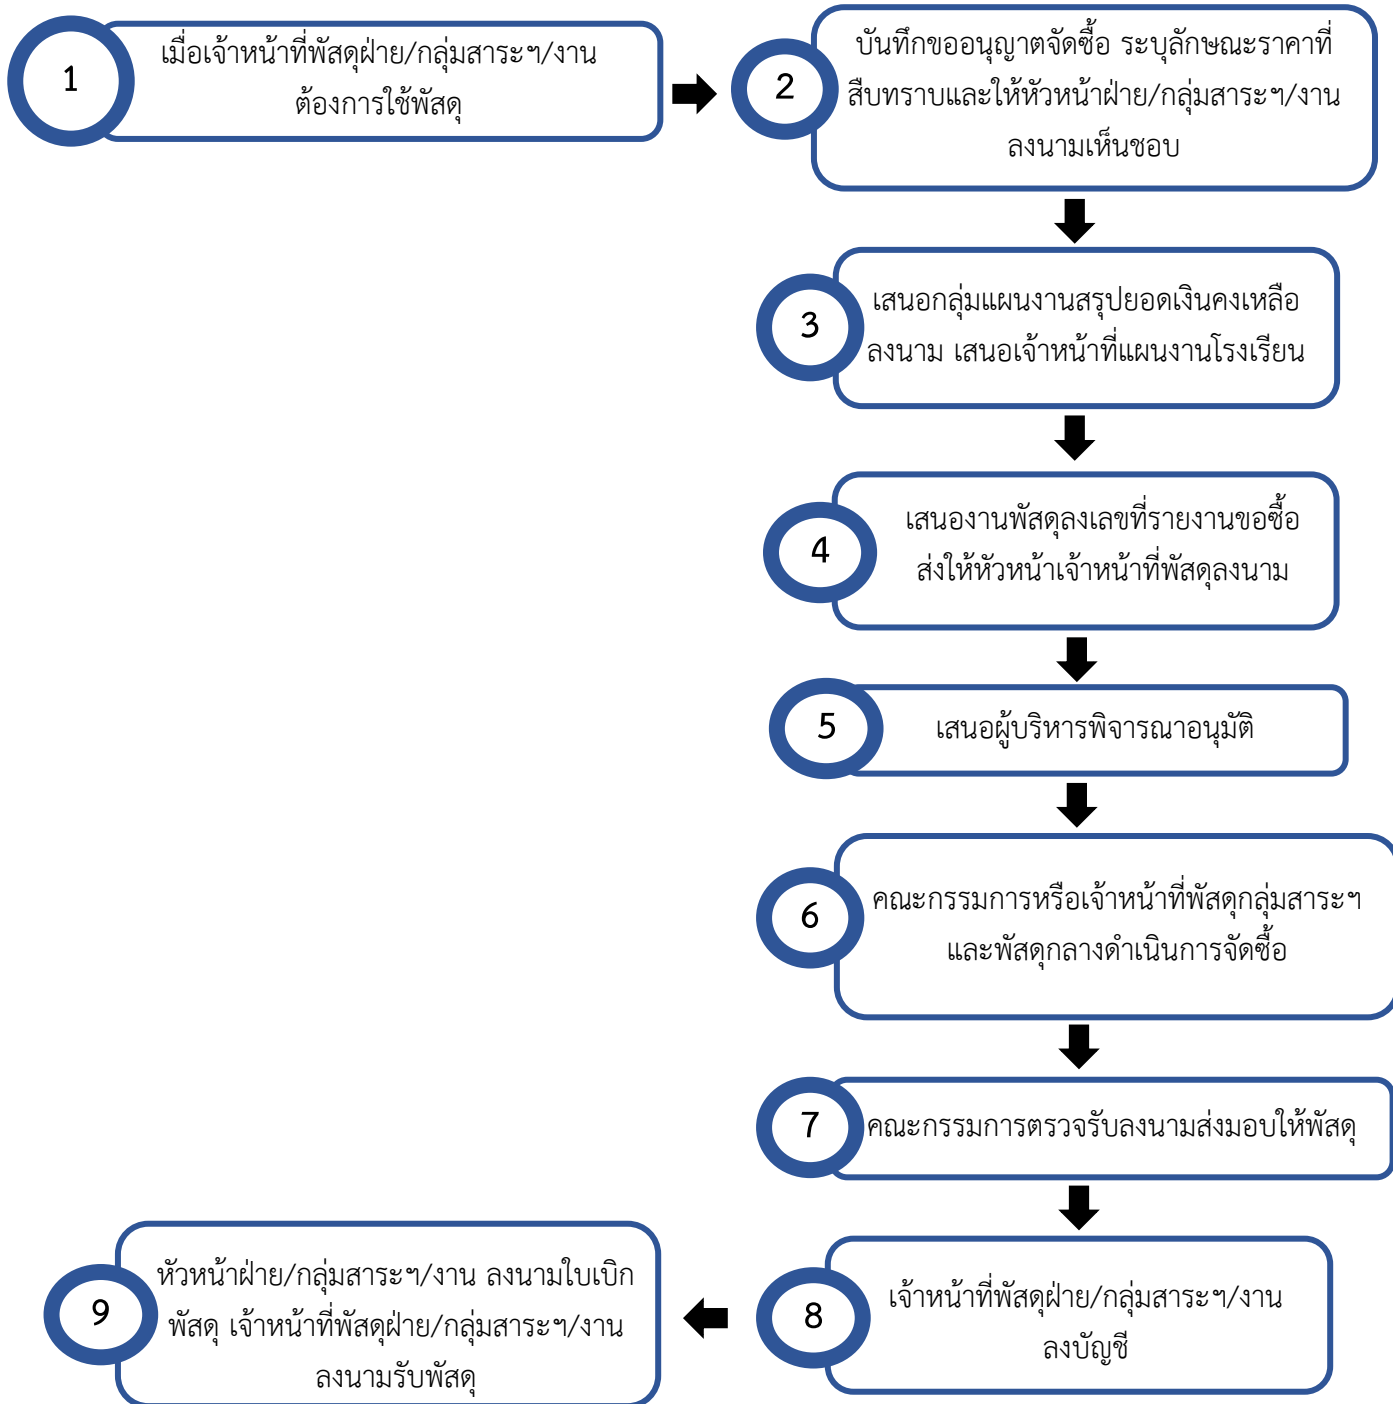 1
เมื่อเจ้าหน้าที่พัสดุฝ่าย/กลุ่มสาระฯ/งาน
ต้องการใช้พัสดุ
2
บันทึกขออนุญาตจัดซื้อ ระบุลักษณะราคาที่
สืบทราบและให้หัวหน้าฝ่าย/กลุ่มสาระฯ/งาน
ลงนามเห็นชอบ
3
เสนอกลุ่มแผนงานสรุปยอดเงินคงเหลือ
ลงนาม เสนอเจ้าหน้าที่แผนงานโรงเรียน
4
เสนองานพัสดุลงเลขที่รายงานขอซื้อ
ส่งให้หัวหน้าเจ้าหน้าที่พัสดุลงนาม
5
เสนอผู้บริหารพิจารณาอนุมัติ
6
คณะกรรมการหรือเจ้าหน้าที่พัสดุกลุ่มสาระฯ
และพัสดุกลางดำเนินการจัดซื้อ
7
คณะกรรมการตรวจรับลงนามส่งมอบให้พัสดุ
8
เจ้าหน้าที่พัสดุฝ่าย/กลุ่มสาระฯ/งาน
ลงบัญชี
9
หัวหน้าฝ่าย/กลุ่มสาระฯ/งาน ลงนามใบเบิก
พัสดุ เจ้าหน้าที่พัสดุฝ่าย/กลุ่มสาระฯ/งาน
ลงนามรับพัสดุ